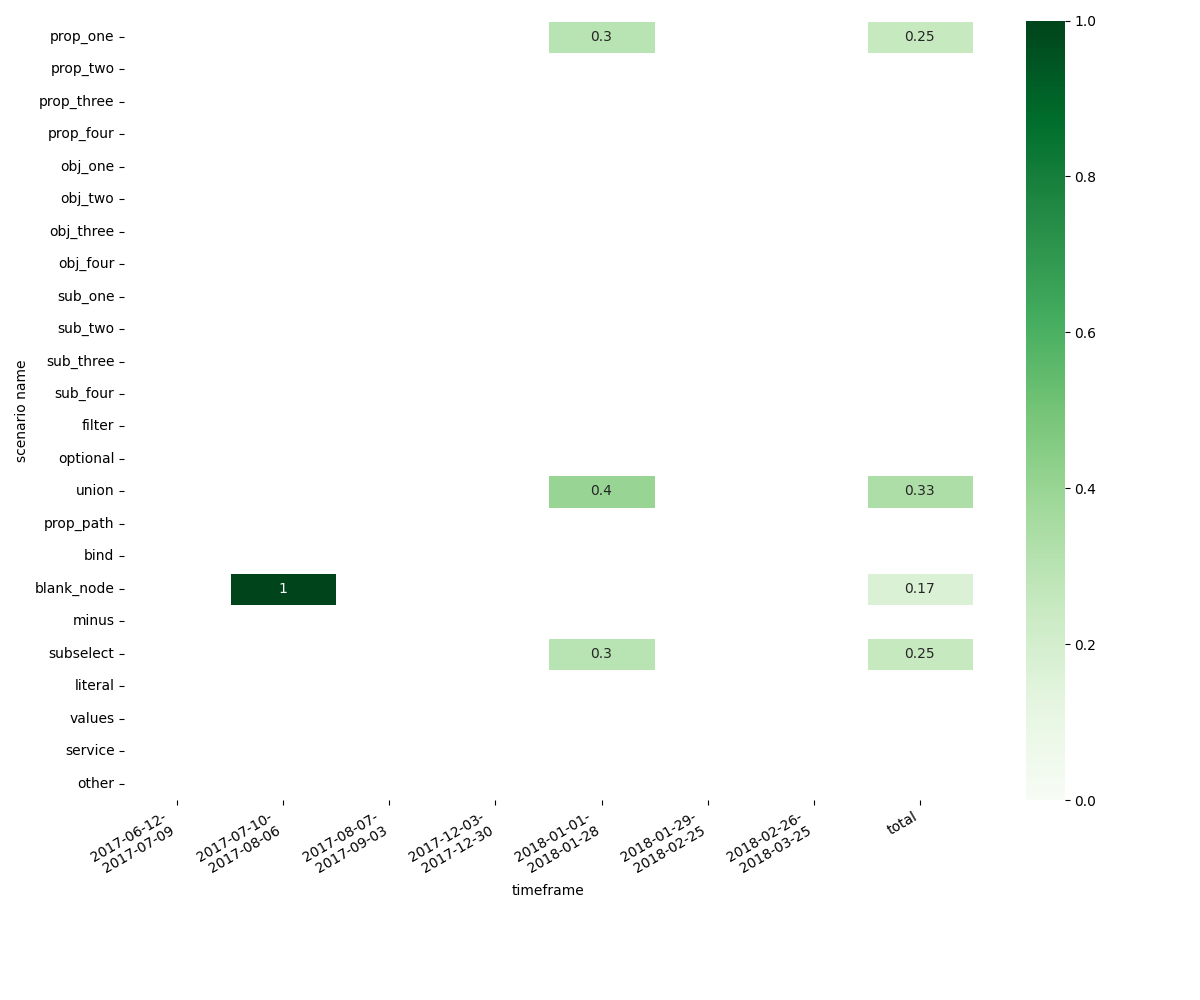 scenario name
prop_one
prop_two
prop_three
prop_four
obj_one
obj_two
obj_three
obj_four
sub_one
sub_two
sub_three
sub_four
filter
optional
union
prop_path
bind
blank_node
minus
subselect
literal
values
service
other
0.3
0.25
0.4
0.33
1
0.17
0.3
0.25
2017-06-12-
2017-07-09
2017-07-10-
2017-08-06
2017-08-07-
2017-09-03
2017-12-03-
2017-12-30
2018-01-01-
2018-01-28
2018-01-29-
2018-02-25
2018-02-26-
2018-03-25
total
timeframe
1.0
0.8
0.6
0.4
0.2
0.0